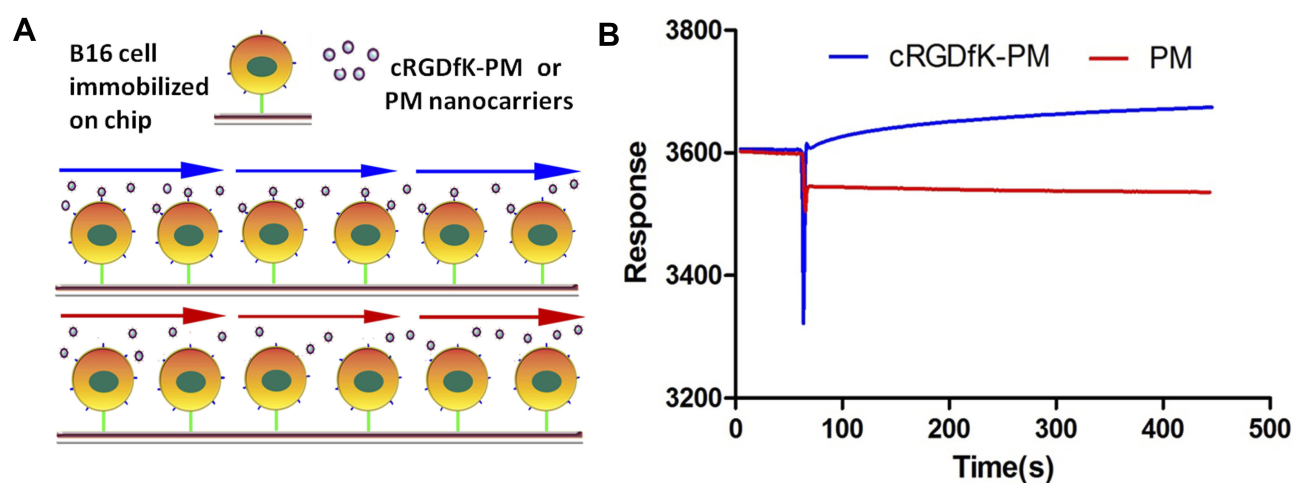 A
B16 cell
immobilized
on chip
cRGDfK-PM or
PM nanocarriers
B
3800
3600
3400
3200
Response
cRGDfK-PM
PM
0
100
200
300
400
500
Time(s)